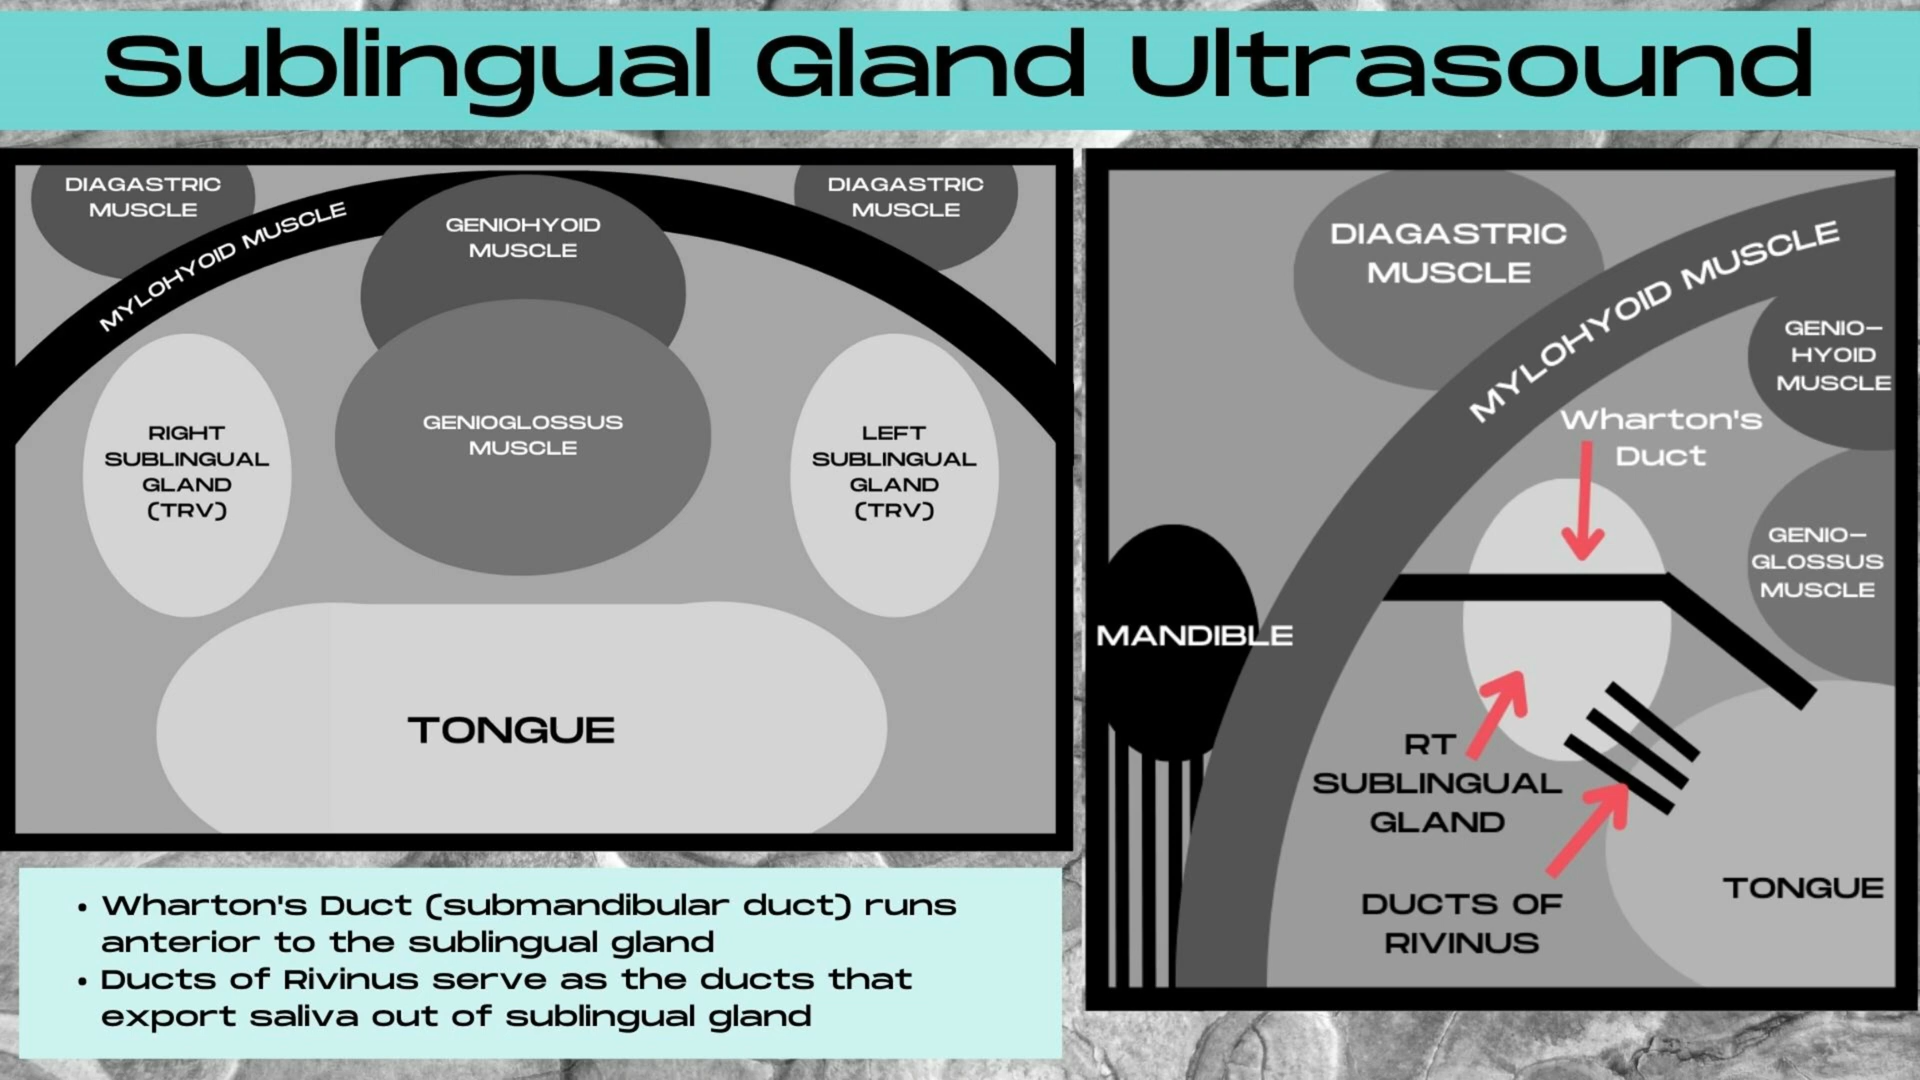 Sublingual Gland Ultrasound
DIAGASTRIC
MUSCLE
MYLOHYOID MUSCLE
GENIOHYOID
MUSCLE
DIAGASTRIC
MUSCLE
GENIOGLOSSUS
MUSCLE
RIGHT
SUBLINGUAL
GLAND
(TRV)
LEFT
SUBLINGUAL
GLAND
(TRV)
TONGUE
DIAGASTRIC
MUSCLE
MYLOHYOID MUSCLE
GENIO-
HYOID
MUSCLE
Wharton's
Duct
GENIO-
GLOSSUS
MUSCLE
MANDIBLE
RT
SUBLINGUAL
GLAND
DUCTS OF
RIVINUS
TONGUE
• Wharton's Duct (submandibular duct) runs
anterior to the sublingual gland
• Ducts of Rivinus serve as the ducts that
export saliva out of sublingual gland